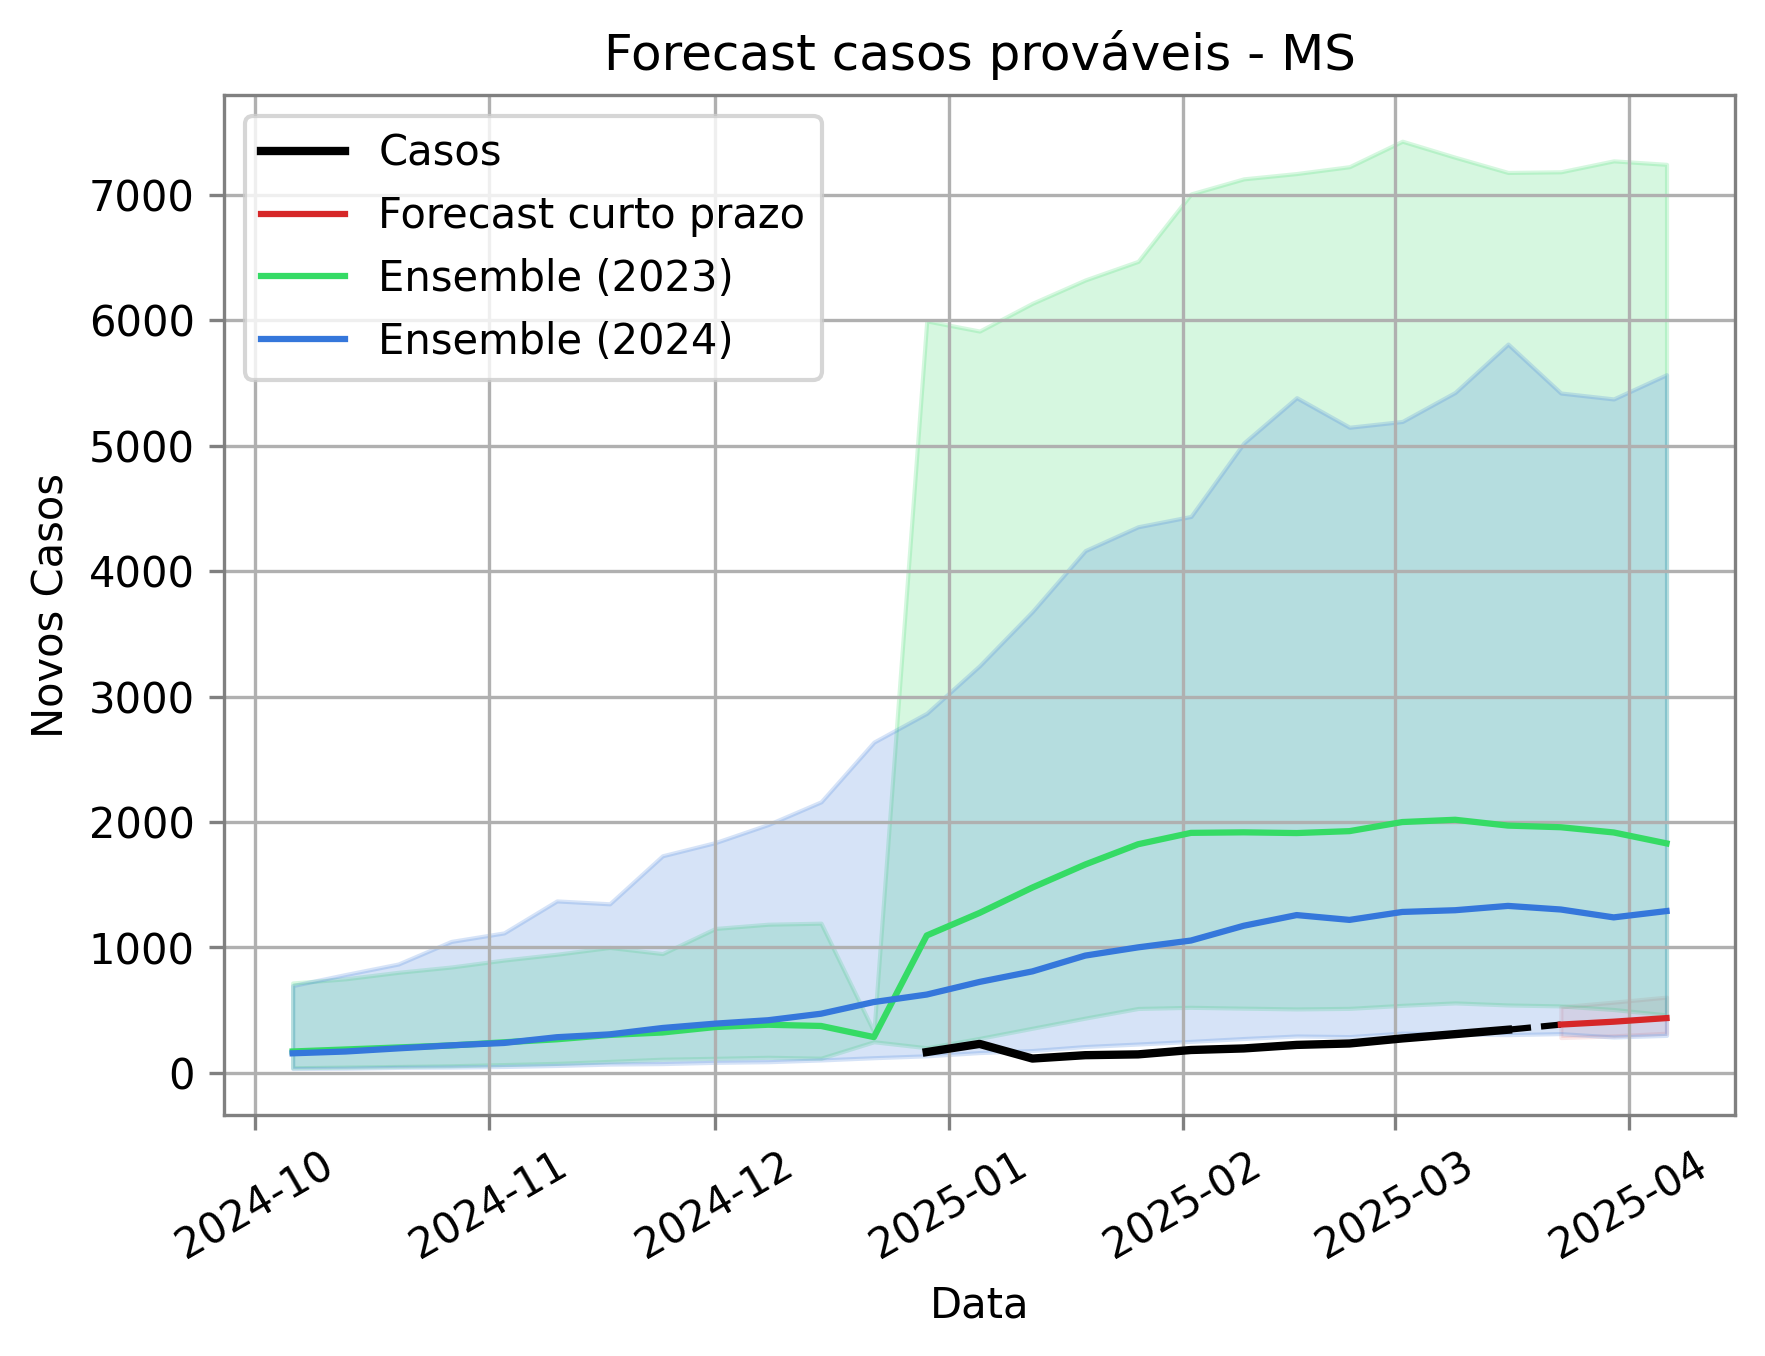 Forecast casos prováveis - MS
Casos
Forecast curto prazo
Ensemble (2023)
Ensemble (2024)
7000
6000
5000
4000
3000
2000
1000
0
Novos Casos
2024-10
2024-11
2024-12
2025-01
2025-02
2025-03
2025-04
Data